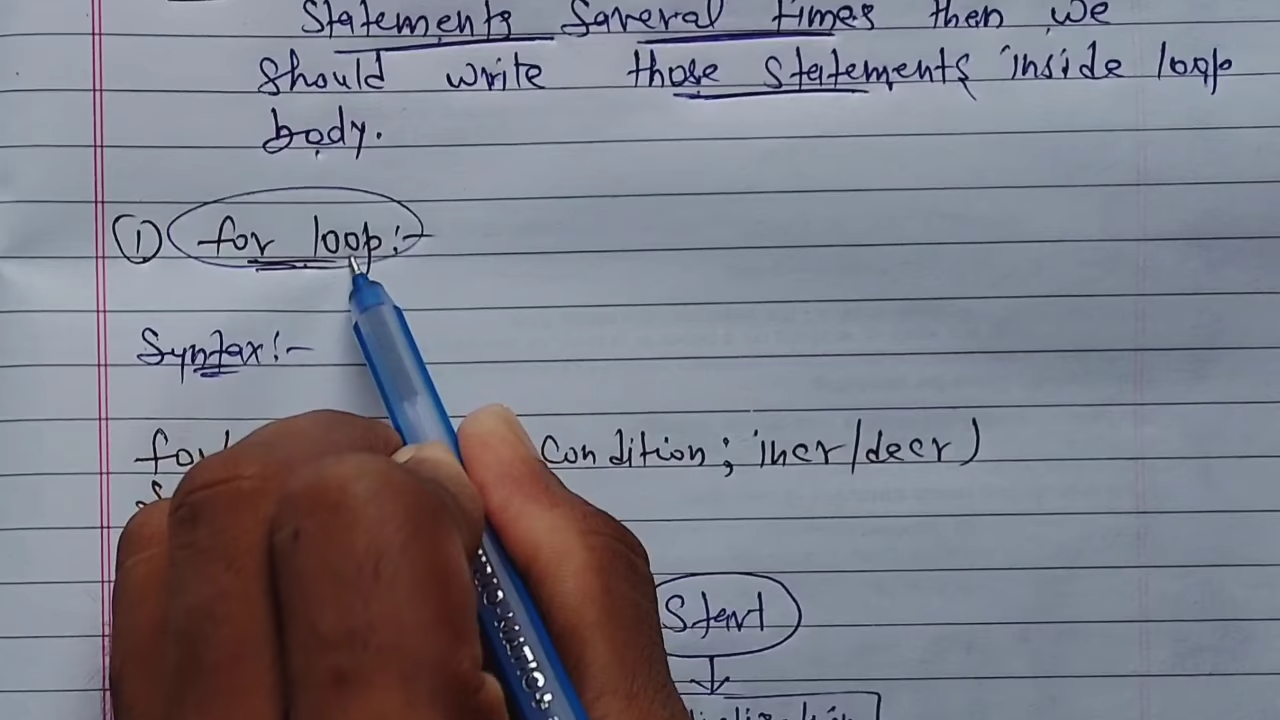 Statements Several times then we
Should write those Statements inside loop
body.
① for loop:-
Syntax:-
for condition; incr/decr)
Start